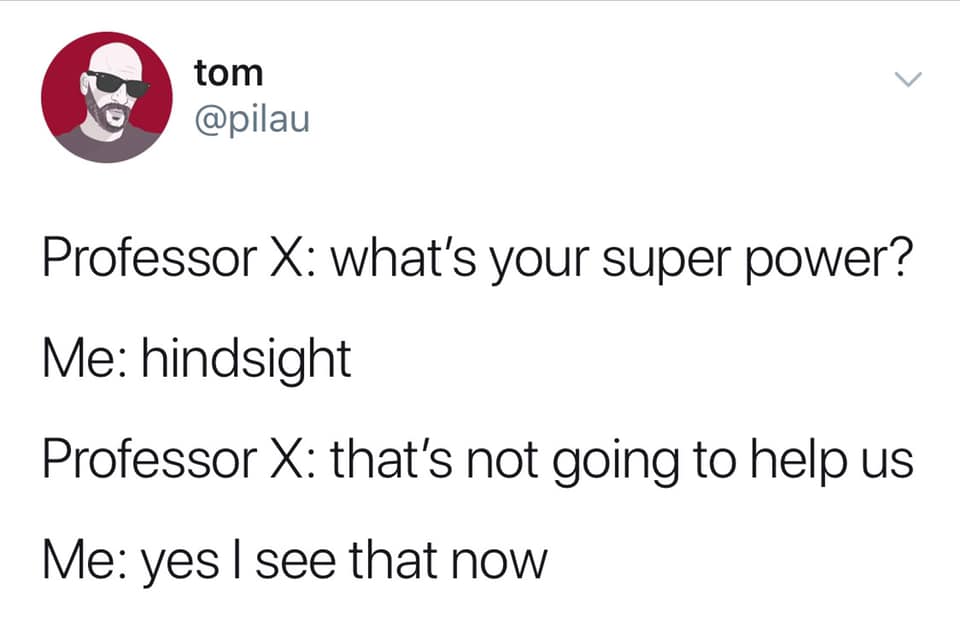 tom
@pilau
Professor X: what's your super power?
Me: hindsight
Professor X: that's not going to help us
Me: yes I see that now